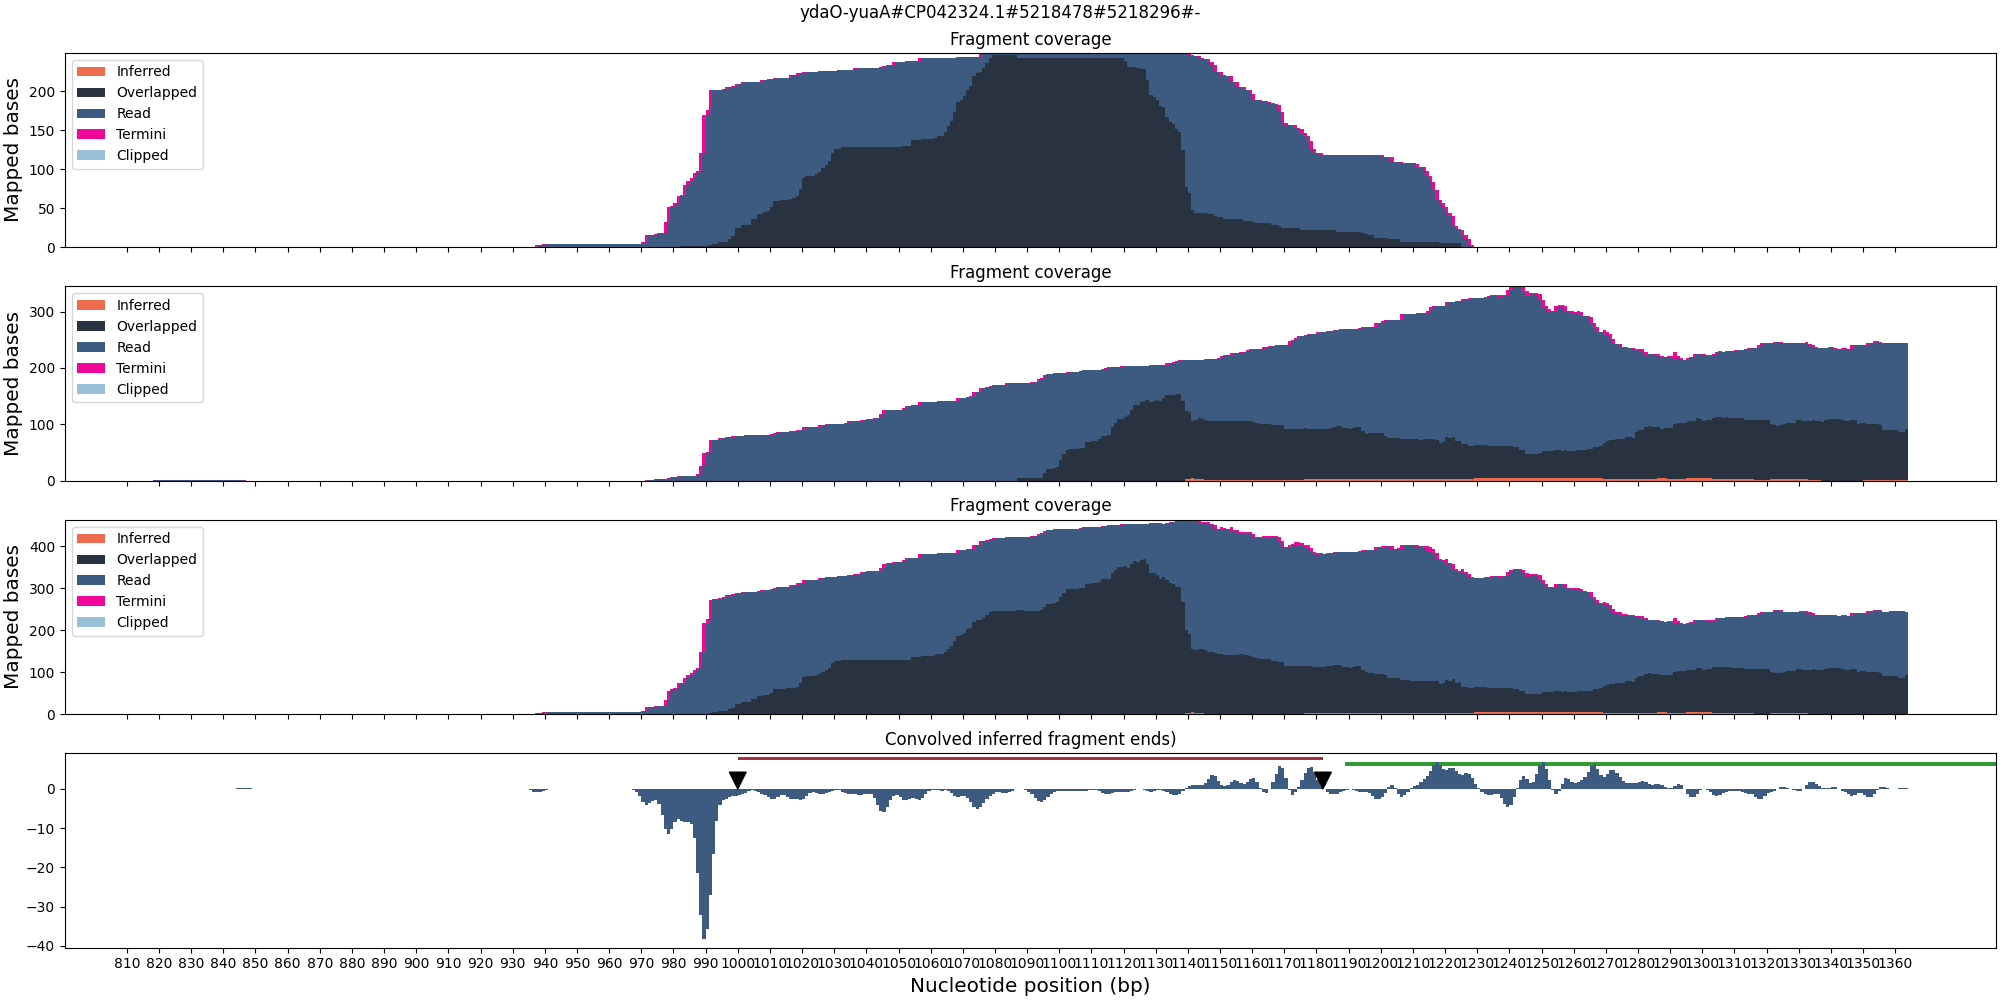 ydaO-yuaA#CP042324.1#5218478#5218296#-
Fragment coverage
Mapped bases
200
150
100
50
0
Inferred
Overlapped
Read
Termini
Clipped
Fragment coverage
Mapped bases
300
200
100
0
Inferred
Overlapped
Read
Termini
Clipped
Fragment coverage
Mapped bases
400
300
200
100
0
Inferred
Overlapped
Read
Termini
Clipped
Convolved inferred fragment ends)
0
−10
−20
−30
−40
810 820 830 840 850 860 870 880 890 900 910 920 930 940 950 960 970 980 990 1000 1010 1020 1030 1040 1050 1060 1070 1080 1090 1100 1110 1120 1130 1140 1150 1160 1170 1180 1190 1200 1210 1220 1230 1240 1250 1260 1270 1280 1290 1300 1310 1320 1330 1340 1350 1360
Nucleotide position (bp)